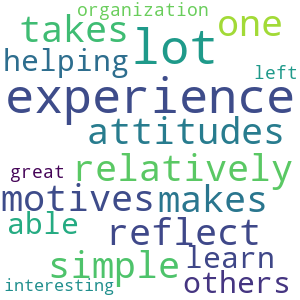 organization
takes one
lot
helping
left
experience
attitudes
great relatively
motives makes
able reflect
simple learn
interesting others